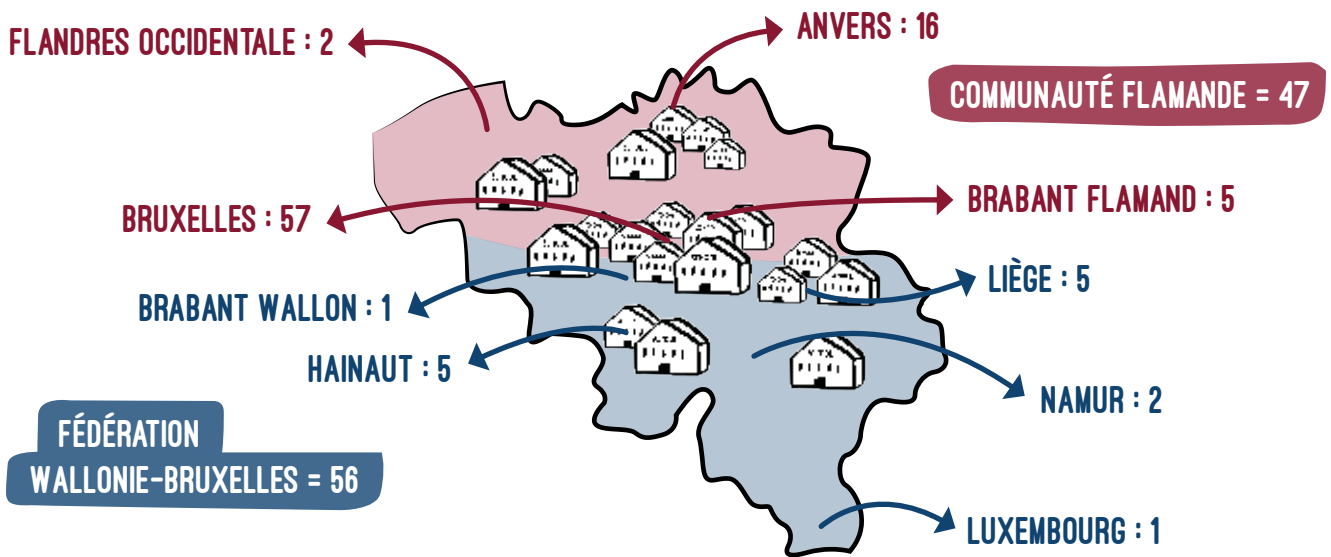 FLANDRES OCCIDENTALE : 2
ANVERS : 16
COMMUNAUTÉ FLAMANDE = 47
BRUXELLES : 57
BRABANT FLAMAND : 5
BRABANT WALLON : 1
LIÈGE : 5
HAINAUT : 5
NAMUR : 2
FÉDÉRATION
WALLONIE-BRUXELLES = 56
LUXEMBOURG : 1